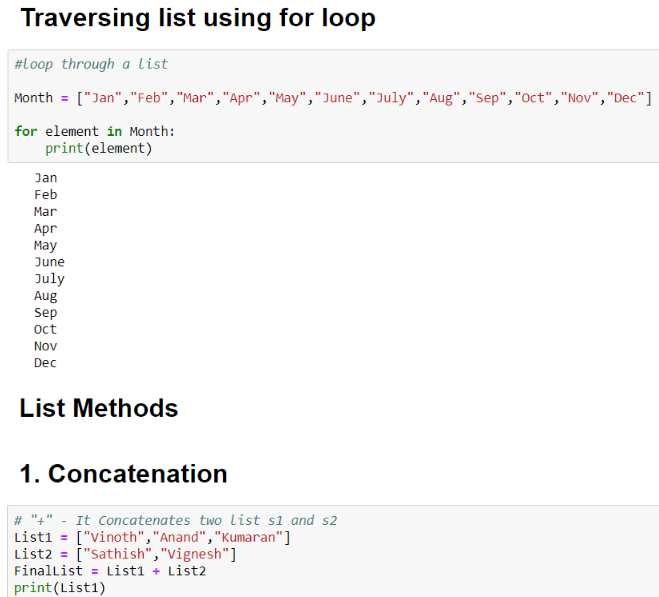 Traversing list using for loop
#loop through a list
Month = ["Jan","Feb","Mar","Apr","May","June","July","Aug","Sep","Oct","Nov","Dec"]
for element in Month:
    print(element)
Jan
Feb
Mar
Apr
May
June
July
Aug
Sep
Oct
Nov
Dec
List Methods
1. Concatenation
# "+" - It Concatenates two list s1 and s2
List1 = ["Vinoth","Anand","Kumaran"]
List2 = ["Sathish","Vignesh"]
FinalList = List1 + List2
print(List1)